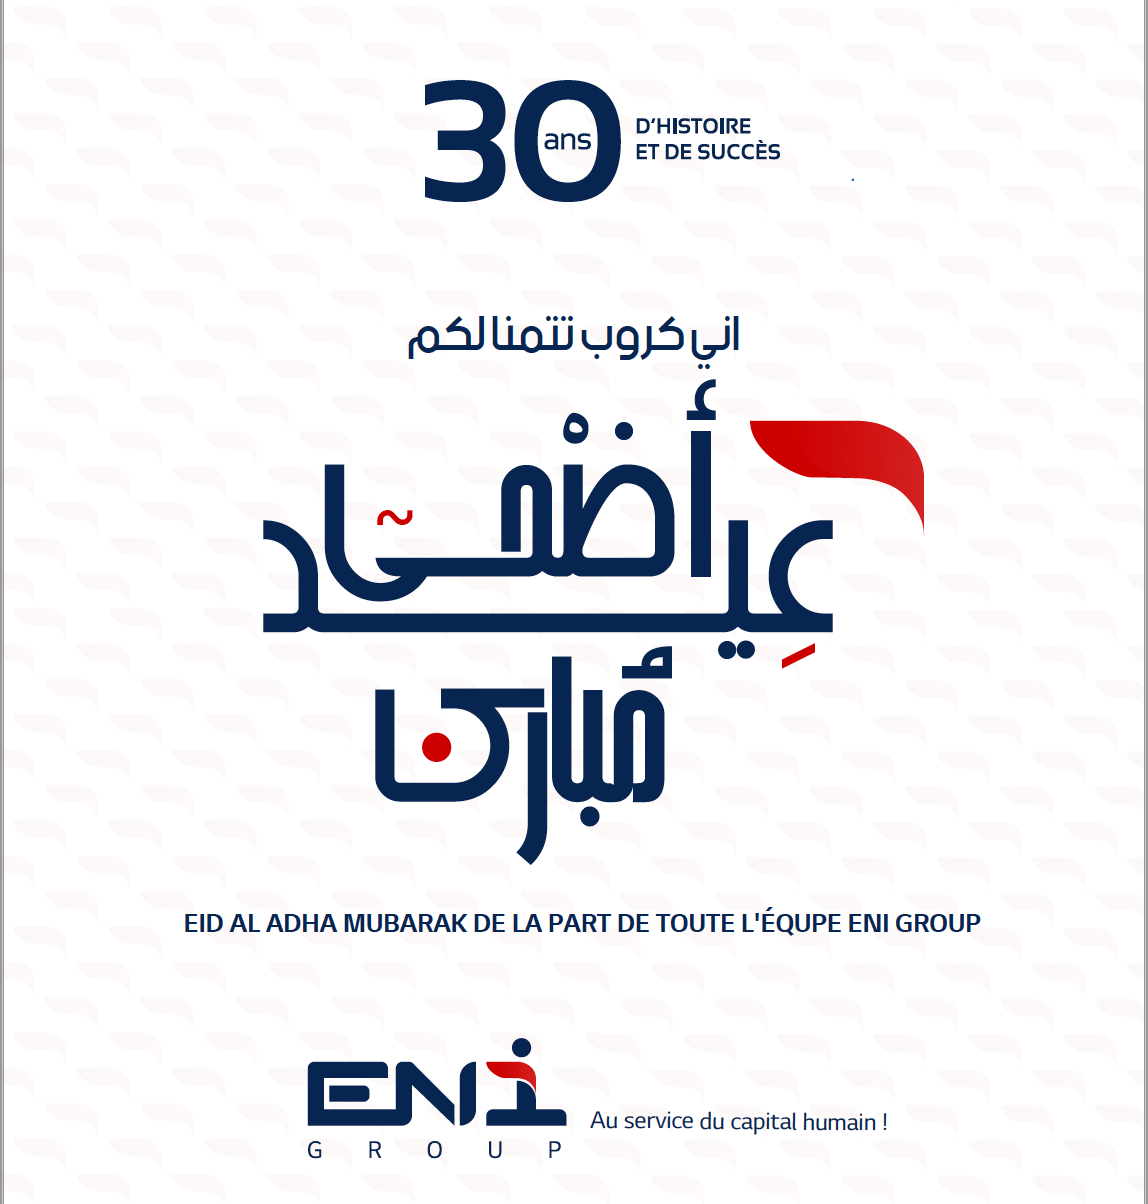 30 ans
D'HISTOIRE
ET DE SUCCÈS
اني كروب تتمنا لكم
عِيد أضْحى
مُبارك
EID AL ADHA MUBARAK DE LA PART DE TOUTE L'ÉQUPE ENI GROUP
ENI
GROUP
Au service du capital humain !